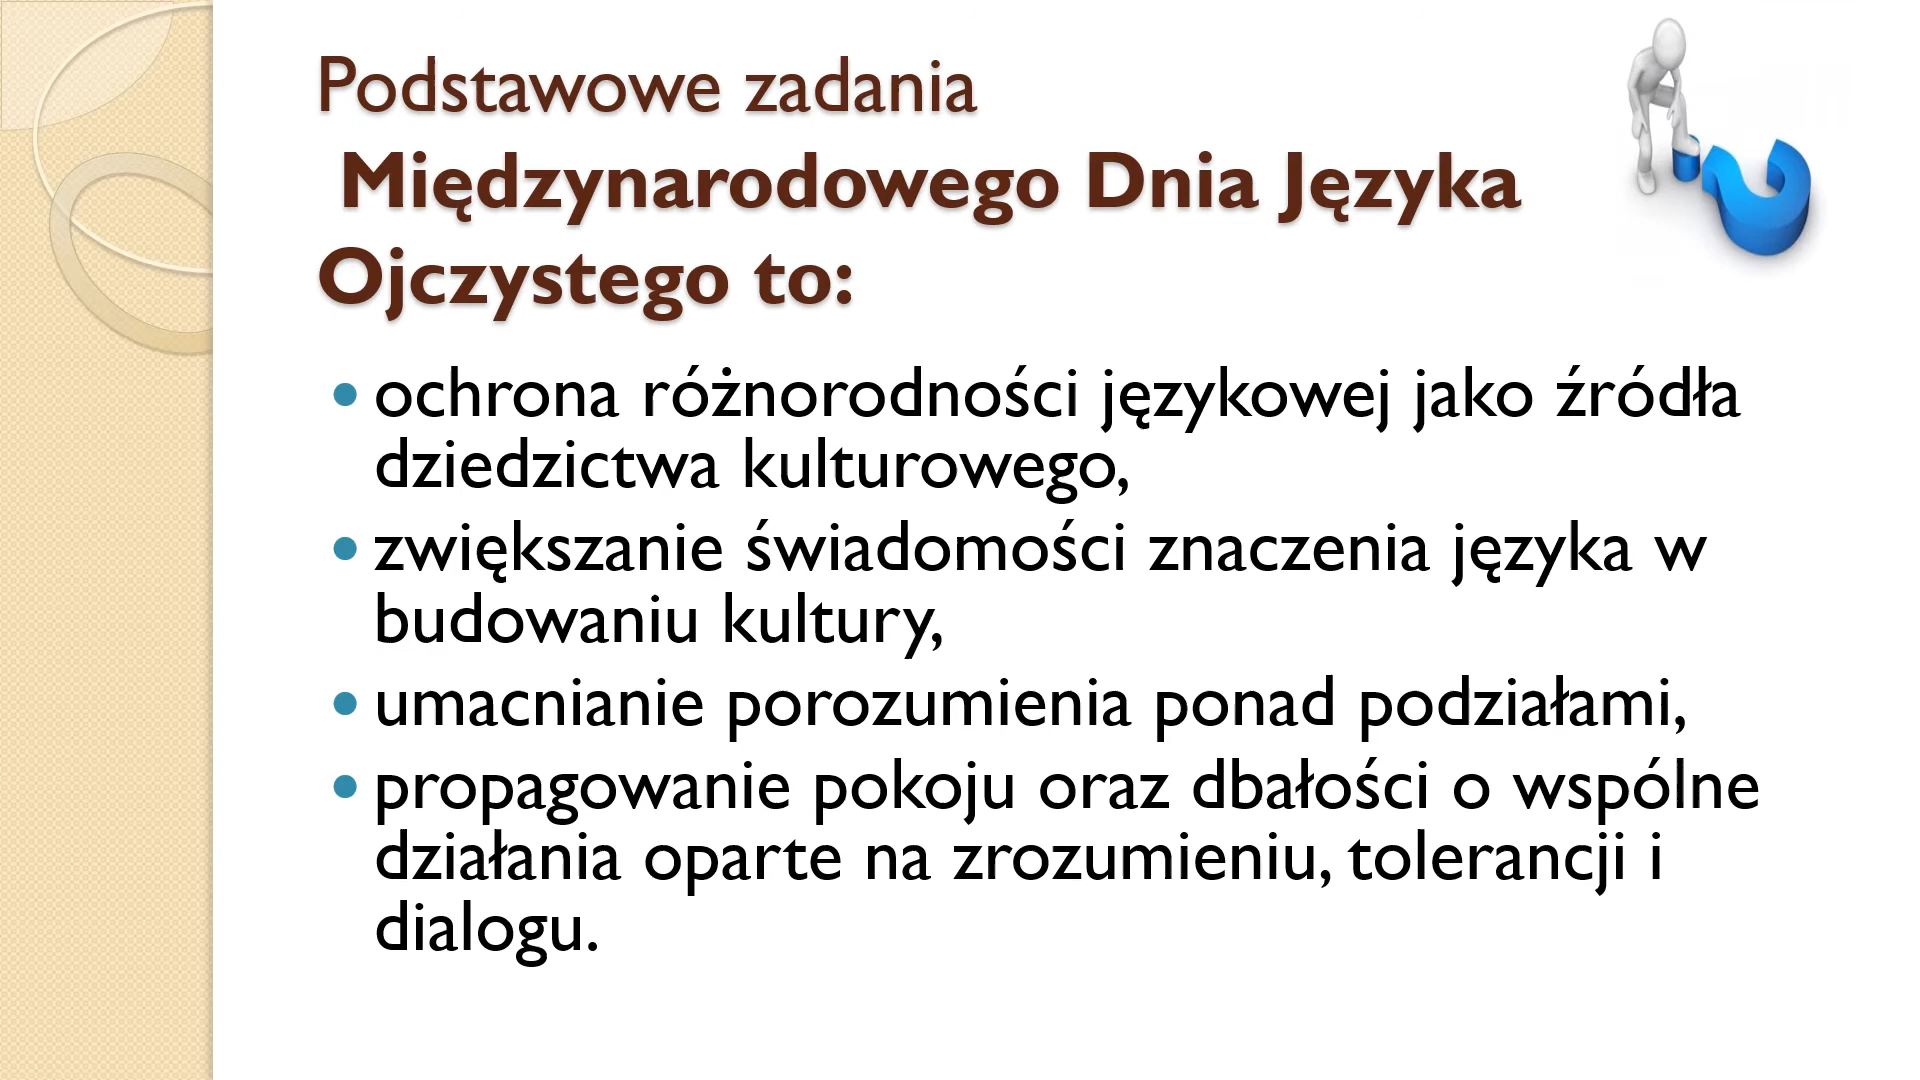 Podstawowe zadania
Międzynarodowego Dnia Języka
Ojczystego to:
• ochrona różnorodności językowej jako źródła
dziedzictwa kulturowego,
• zwiększanie świadomości znaczenia języka w
budowaniu kultury,
• umacnianie porozumienia ponad podziałami,
• propagowanie pokoju oraz dbałości o wspólne
działania oparte na zrozumieniu, tolerancji i
dialogu.